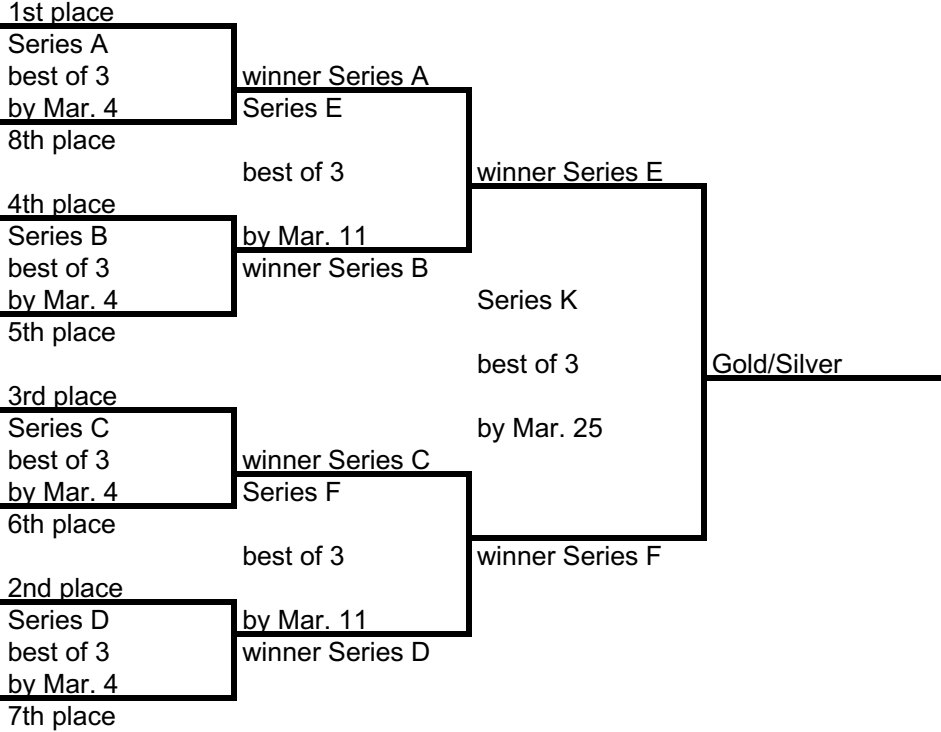 1st place
Series A
best of 3
by Mar. 4
8th place
winner Series A
Series E
best of 3
by Mar. 11
winner Series B
4th place
Series B
best of 3
by Mar. 4
5th place
winner Series E
Series K
best of 3
by Mar. 25
winner Series F
Gold/Silver
3rd place
Series C
best of 3
by Mar. 4
6th place
winner Series C
Series F
best of 3
by Mar. 11
winner Series D
2nd place
Series D
best of 3
by Mar. 4
7th place